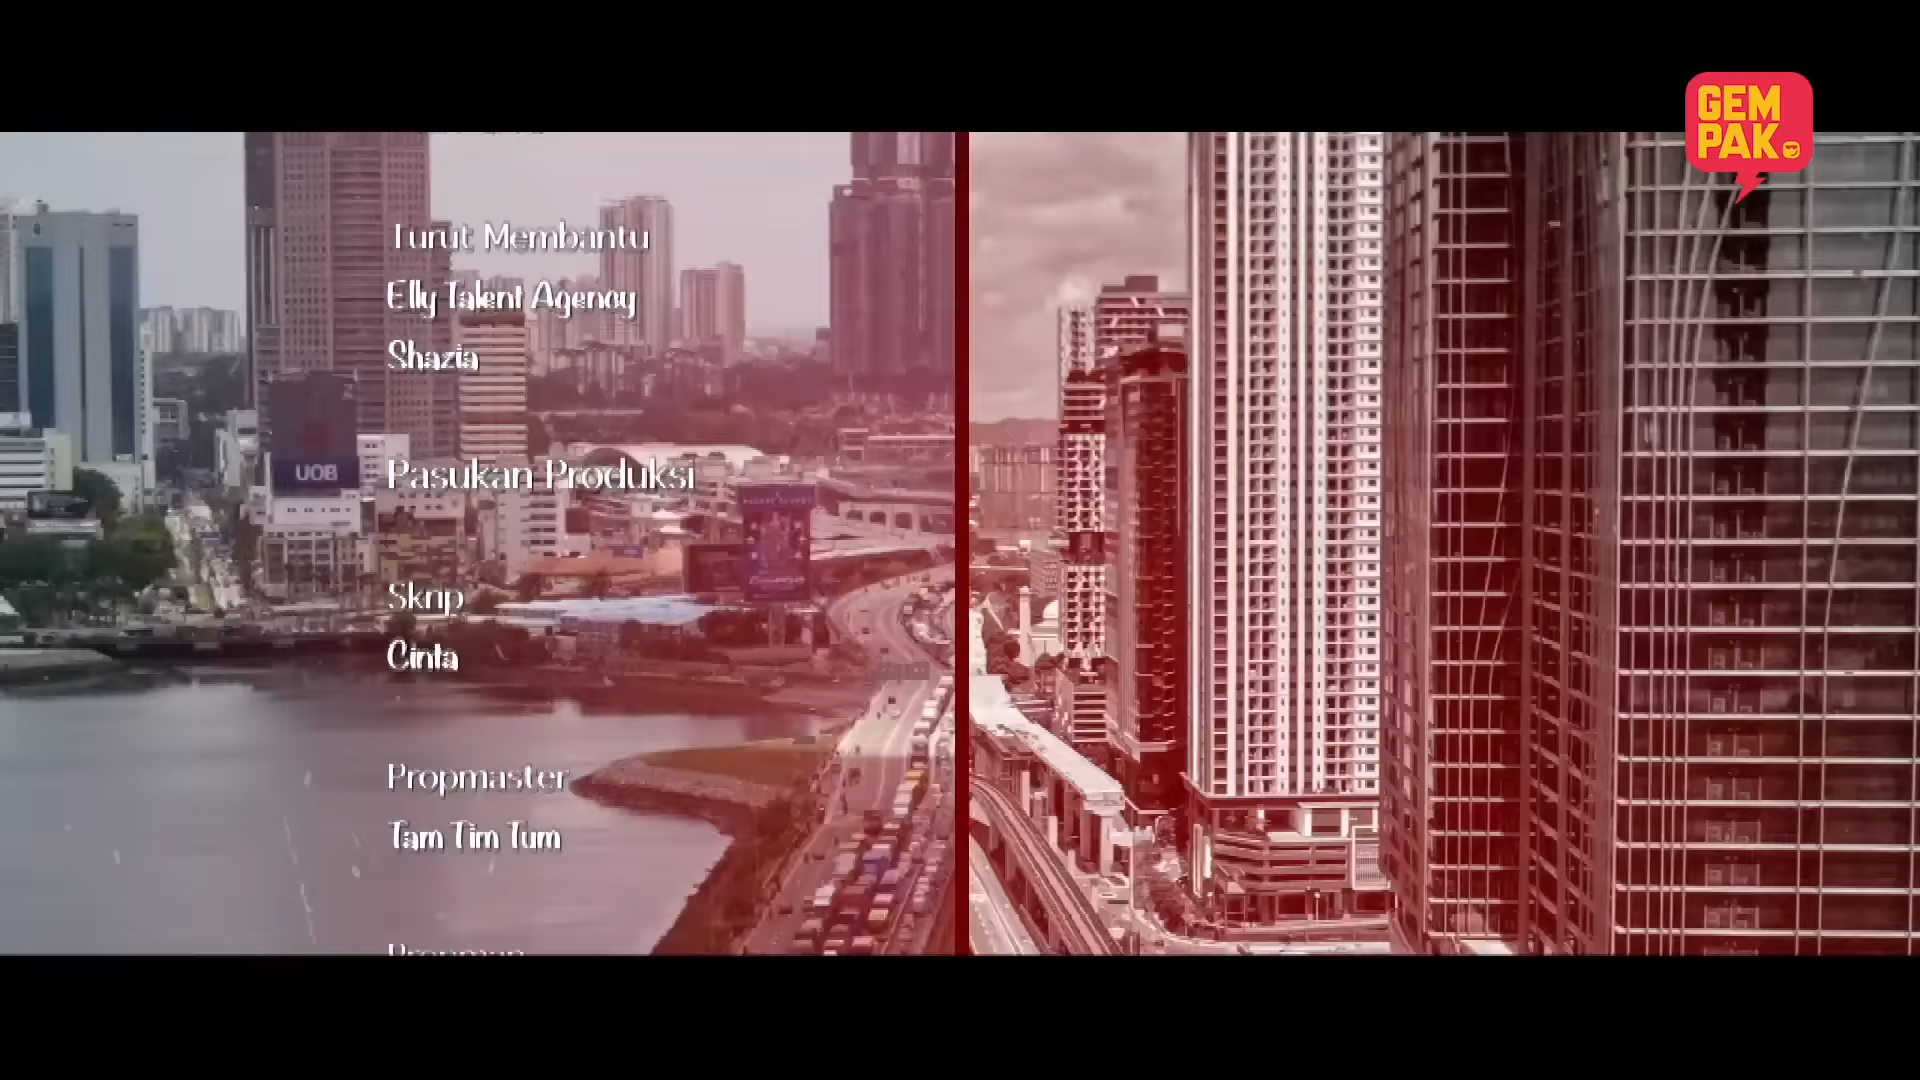 GEM
PAK
Turut Membantu
Elly Talent Agency
Shazia
UOB
Pasukan Produksi
Skrip
Cinta
Propmaster
Tam Tim Tum